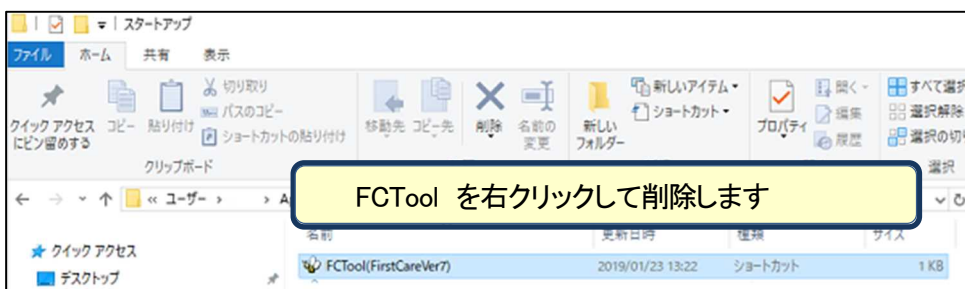 スタートアップ
ファイル ホーム 共有 表示
クイック アクセス にピン留めする
コピー
貼り付け
切り取り
パスのコピー
ショートカットの貼り付け
移動先
コピー先
削除
名前の変更
新しいフォルダー
新しいアイテム
ショートカット
プロパティ
開く
編集
履歴
すべて選択
選択解除
選択の切り
クリップボード
選択
« ユーザー › › A
FCTool を右クリックして削除します
クイック アクセス
名前 更新日時 種類 サイズ
デスクトップ
FCTool(FirstCareVer7) 2019/01/23 13:22 ショートカット 1 KB